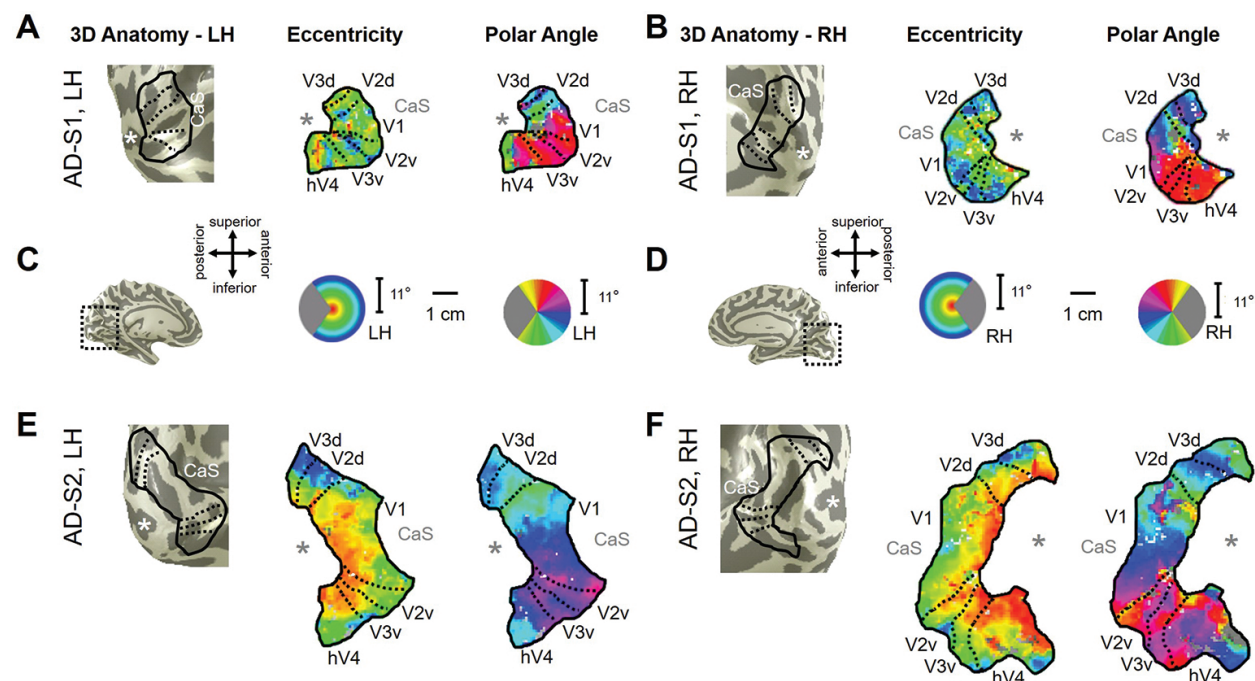 A
3D Anatomy - LH
Eccentricity
Polar Angle
AD-S1, LH
CaS
*
V3d
V2d
CaS
*
V1
V2v
V3v
hV4
V3d
V2d
CaS
*
V1
V2v
V3v
hV4
B
3D Anatomy - RH
Eccentricity
Polar Angle
AD-S1, RH
CaS
*
V3d
V2d
CaS
*
V1
V2v
V3v
hV4
V3d
V2d
CaS
*
V1
V2v
V3v
hV4
C
superior
posterior
anterior
inferior
11°
LH
1 cm
11°
LH
D
superior
anterior
posterior
inferior
11°
RH
1 cm
11°
RH
E
AD-S2, LH
CaS
*
V3d
V2d
V1
CaS
*
V2v
V3v
hV4
V3d
V2d
V1
CaS
*
V2v
V3v
hV4
F
AD-S2, RH
CaS
*
V3d
V2d
V1
CaS
*
V2v
V3v
hV4
V3d
V2d
V1
CaS
*
V2v
V3v
hV4